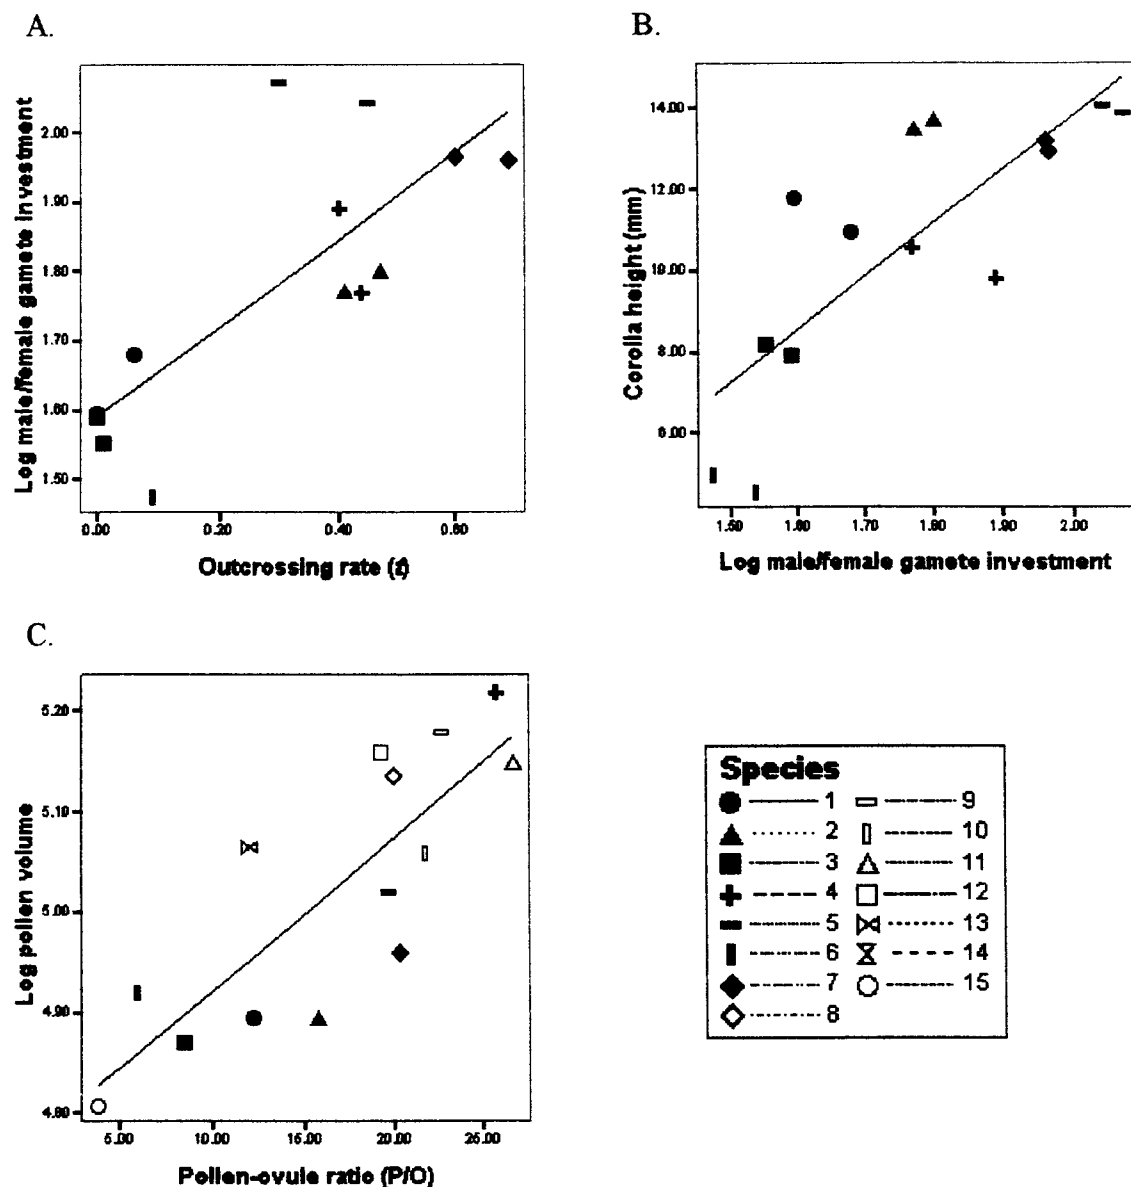 A.
Log male/female gamete investment
2.00
1.90
1.80
1.70
1.60
1.50
0.00 0.20 0.40 0.60
Outcrossing rate (t)
B.
Corolla height (mm)
14.00
12.00
10.00
8.00
6.00
1.50 1.60 1.70 1.80 1.90 2.00
Log male/female gamete investment
C.
Log pollen volume
5.20
5.10
5.00
4.90
4.80
5.00 10.00 15.00 20.00 25.00
Pollen-ovule ratio (P/O)
Species
1 9
2 10
3 11
4 12
5 13
6 14
7 15
8